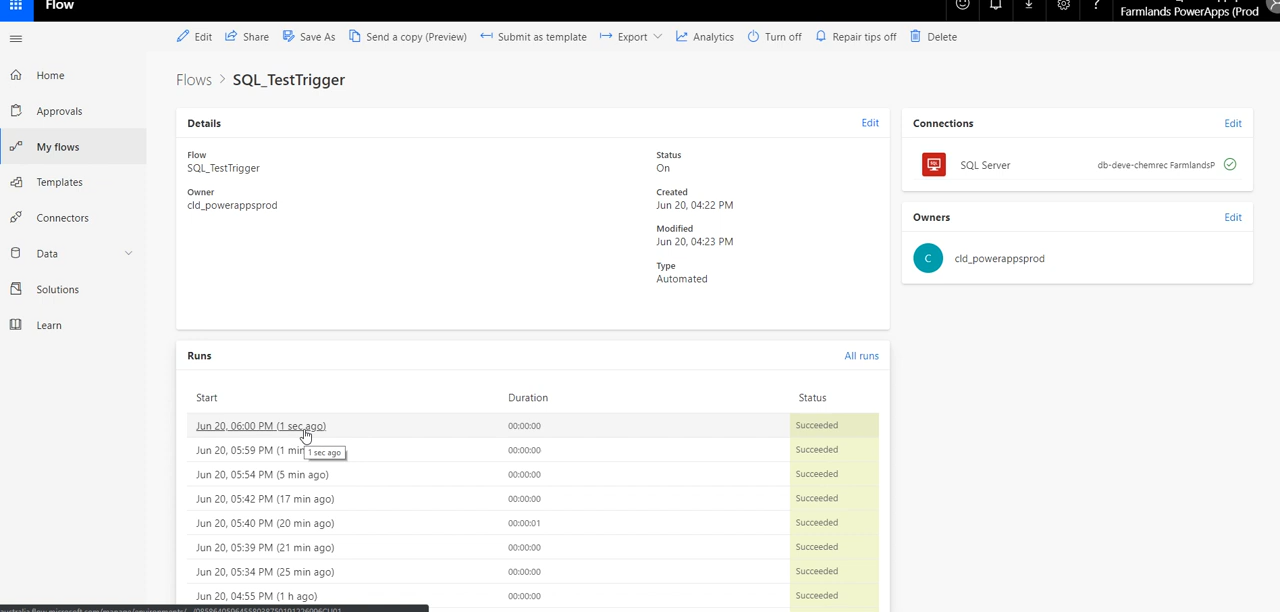 Flow
Farmlands PowerApps (Prod
Edit Share Save As Send a copy (Preview) Submit as template Export Analytics Turn off Repair tips off Delete
Home
Approvals
My flows
Templates
Connectors
Data
Solutions
Learn
Flows > SQL_TestTrigger
Details Edit
Flow
SQL_TestTrigger
Owner
cld_powerappsprod
Status
On
Created
Jun 20, 04:22 PM
Modified
Jun 20, 04:23 PM
Type
Automated
Connections Edit
SQL
SQL Server db-deve-chemrec FarmlandsP
Owners Edit
C cld_powerappsprod
Runs All runs
Start Duration Status
Jun 20, 06:00 PM (1 sec ago) 00:00:00 Succeeded
Jun 20, 05:59 PM (1 min 00:00:00 Succeeded
1 sec ago
Jun 20, 05:54 PM (5 min ago) 00:00:00 Succeeded
Jun 20, 05:42 PM (17 min ago) 00:00:00 Succeeded
Jun 20, 05:40 PM (20 min ago) 00:00:01 Succeeded
Jun 20, 05:39 PM (21 min ago) 00:00:00 Succeeded
Jun 20, 05:34 PM (25 min ago) 00:00:00 Succeeded
Jun 20, 04:55 PM (1 h ago) 00:00:00 Succeeded